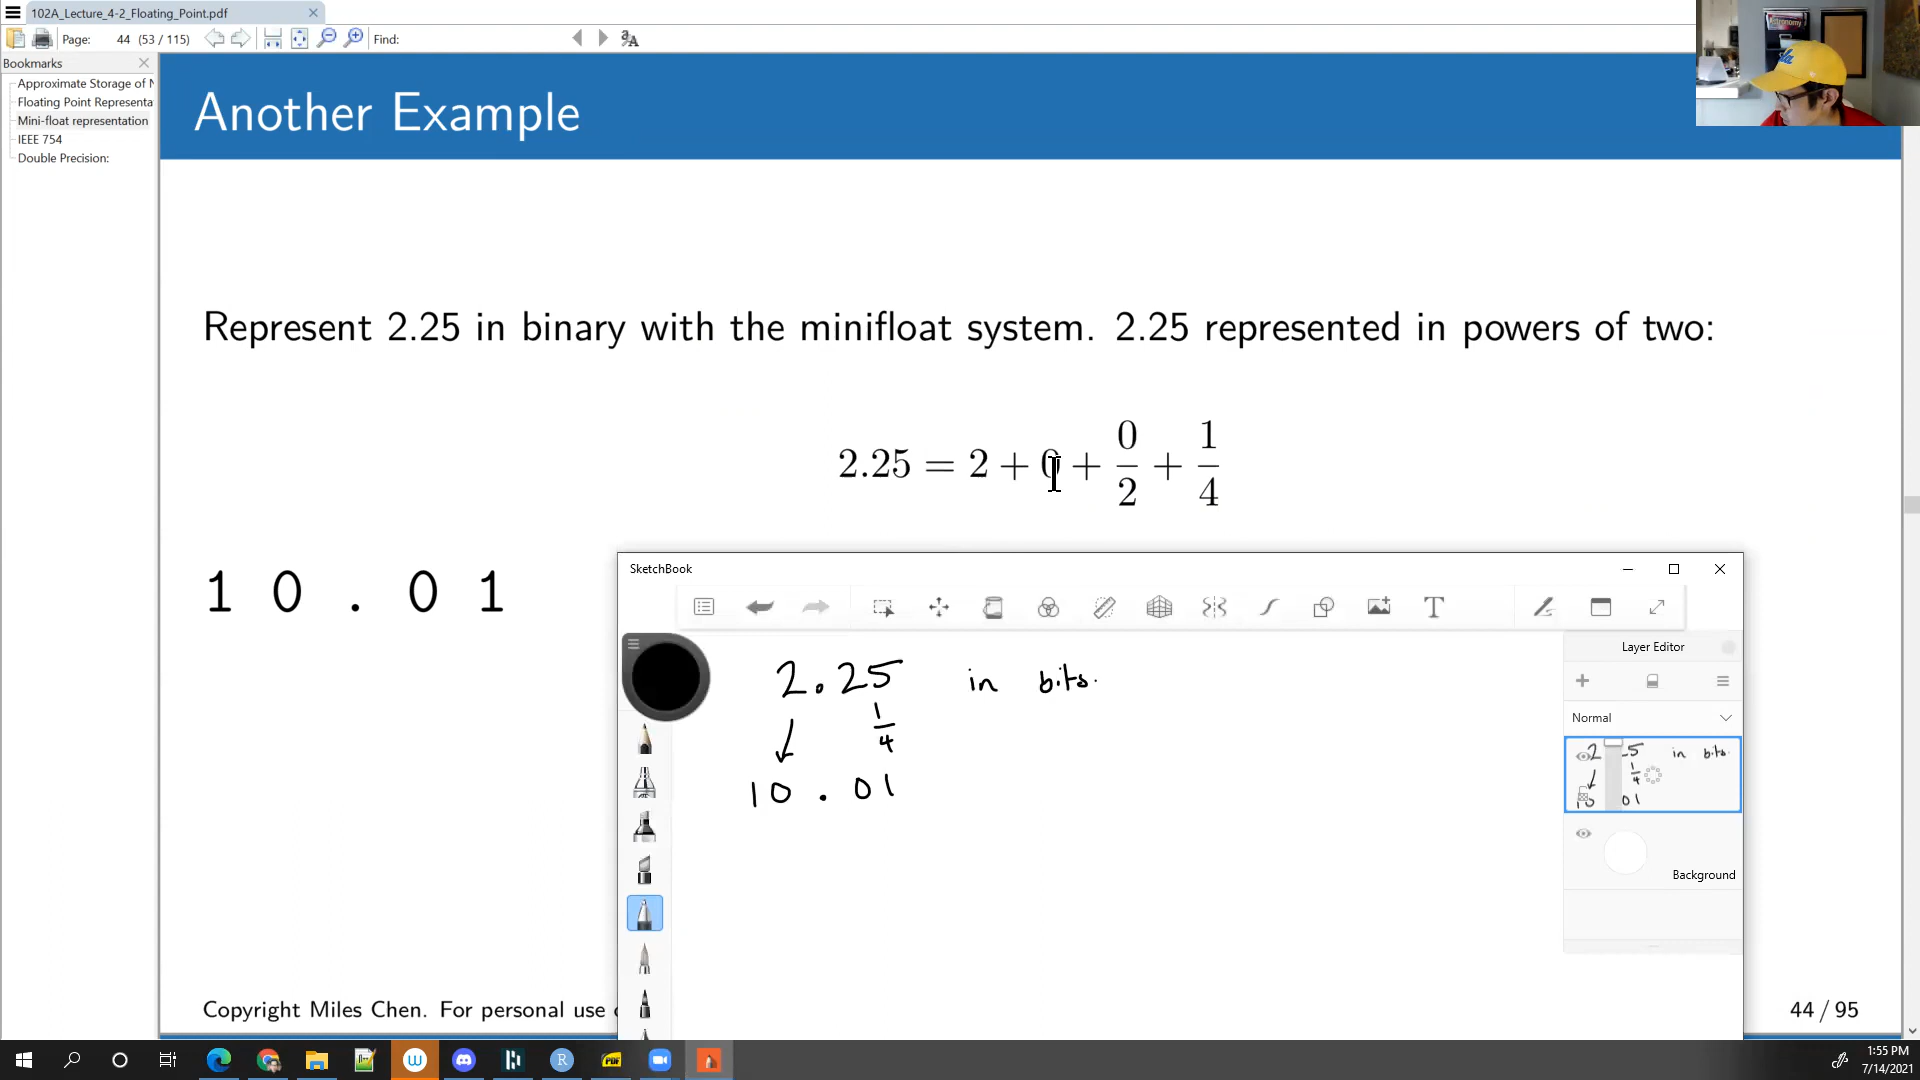 102A_Lecture_4-2_Floating_Point.pdf
Page: 44 (53 / 115) Find:
Bookmarks
Approximate Storage of N
Floating Point Representa
Mini-float representation
IEEE 754
Double Precision:
Another Example
Represent 2.25 in binary with the minifloat system. 2.25 represented in powers of two:
2.25 = 2 + 0 + 0/2 + 1/4
1 0 . 0 1
SketchBook
Layer Editor
Normal
2.25 in bits.
1/4
10.01
Background
Copyright Miles Chen. For personal use
44 / 95
1:55 PM
7/14/2021